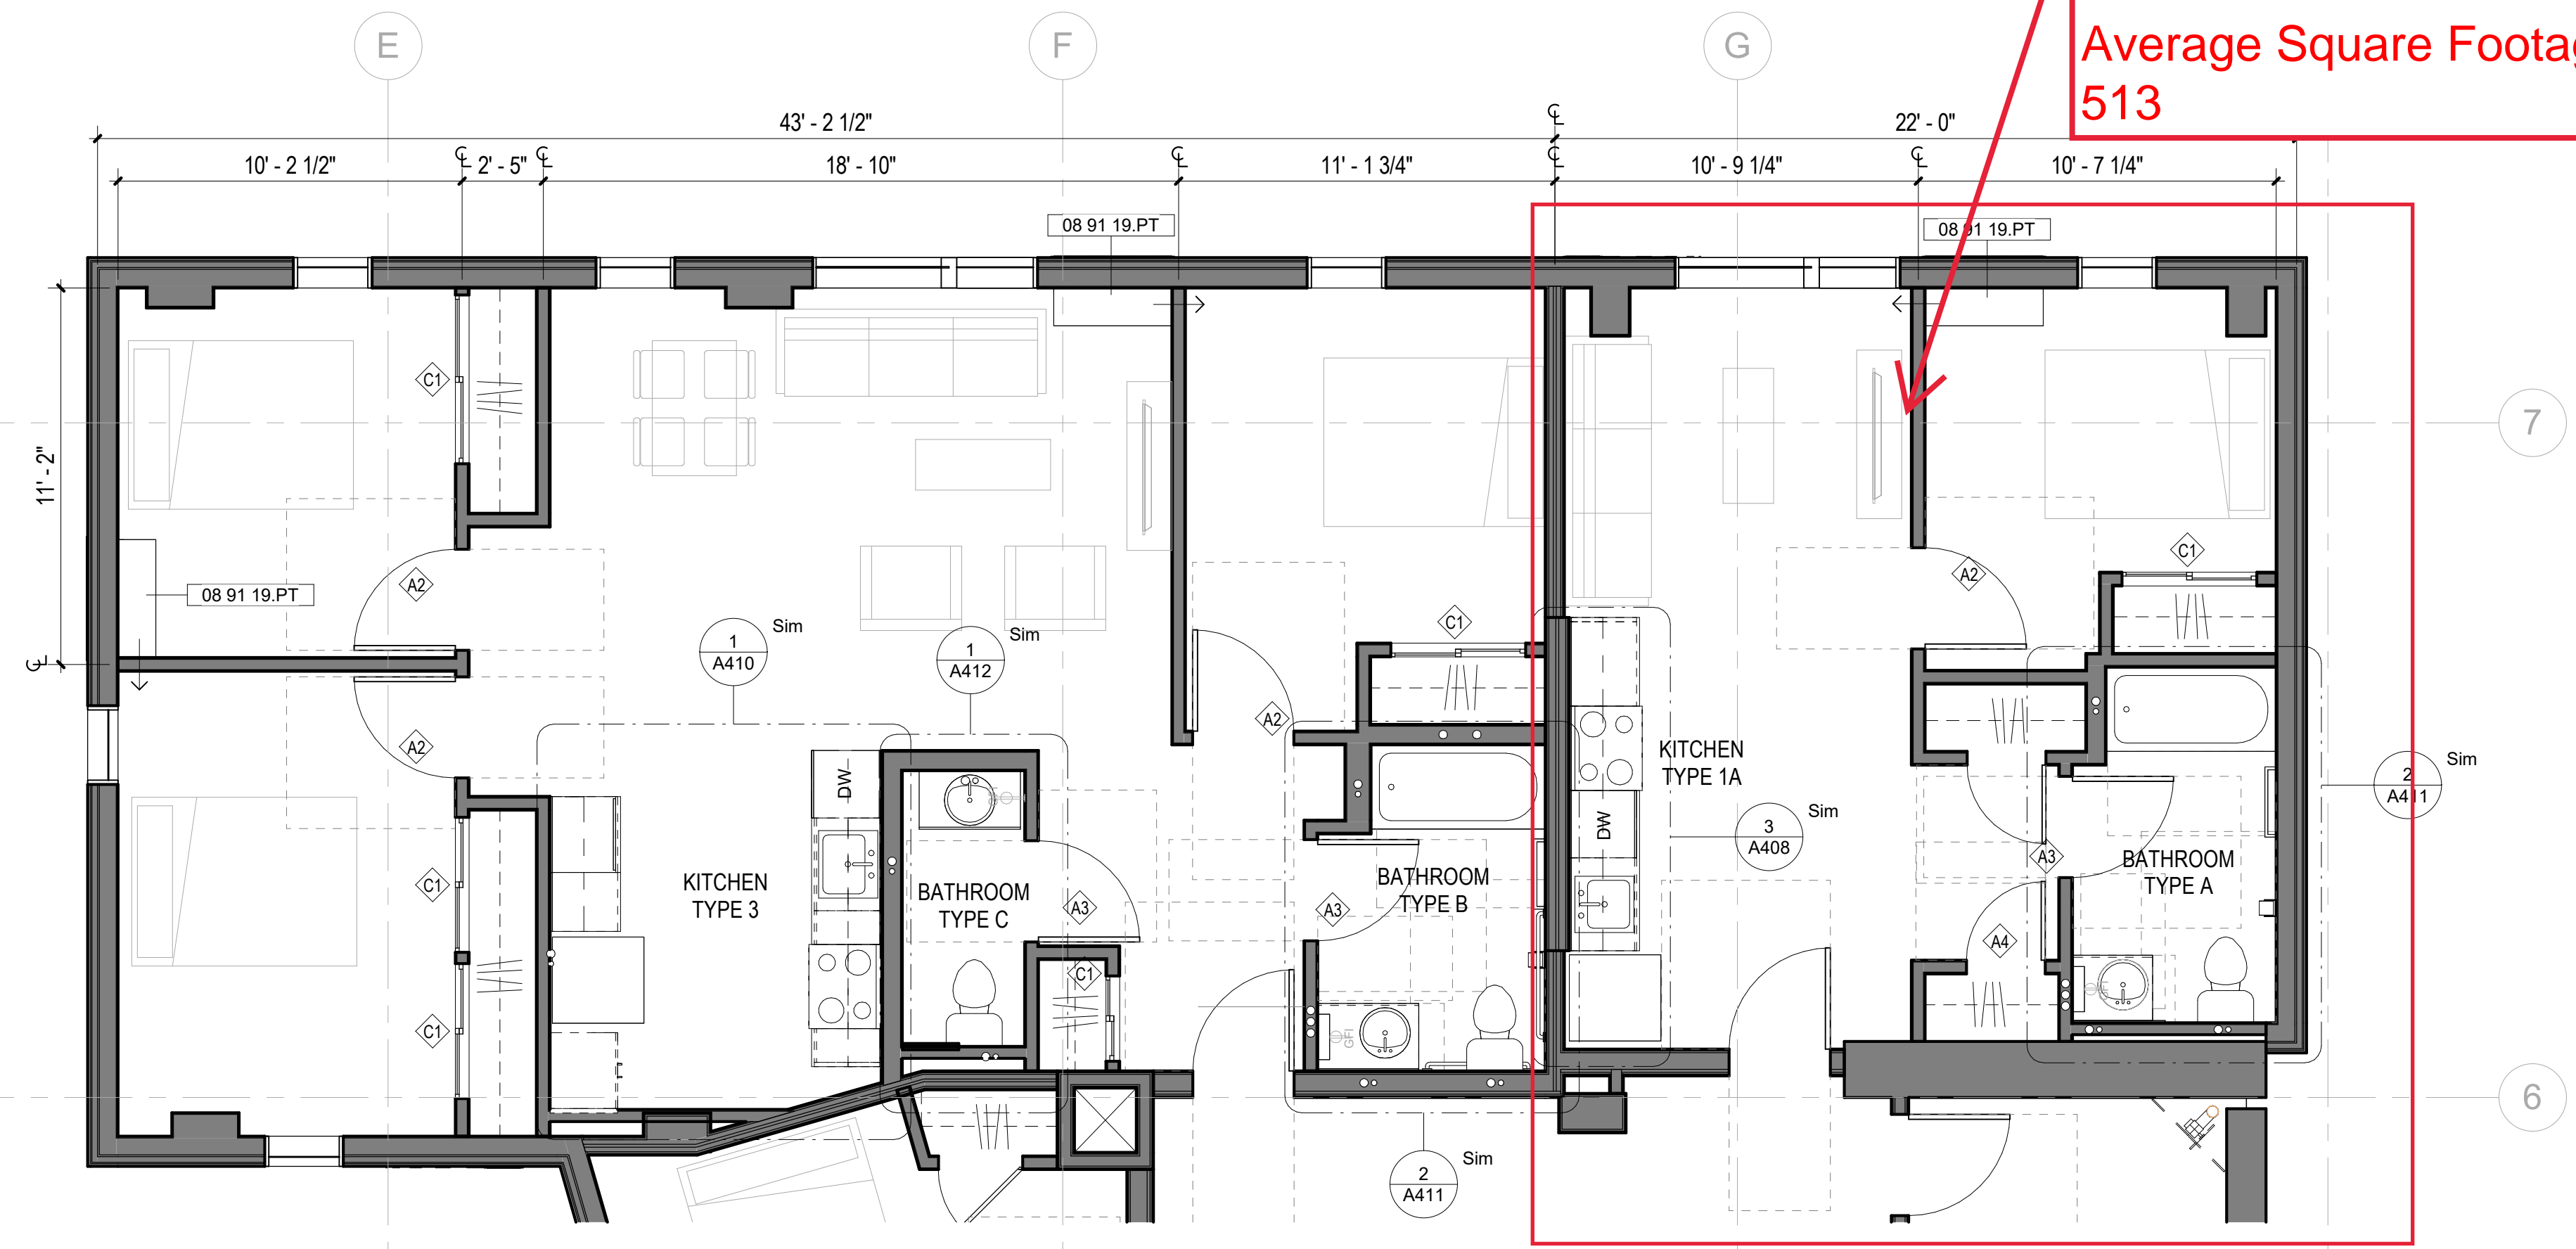 E
F
G
Average Square Footag
513
43' - 2 1/2"
22' - 0"
10' - 2 1/2"
2' - 5"
18' - 10"
11' - 1 3/4"
10' - 9 1/4"
10' - 7 1/4"
08 91 19.PT
08 91 19.PT
11' - 2"
C1
7
A2
08 91 19.PT
1
A410
Sim
1
A412
Sim
C1
A2
C1
A2
A2
DW
KITCHEN
TYPE 1A
DW
3
A408
Sim
2
A411
Sim
C1
KITCHEN
TYPE 3
BATHROOM
TYPE C
A3
BATHROOM
TYPE B
A3
A3
BATHROOM
TYPE A
A4
C1
C1
GFI
6
2
A411
Sim